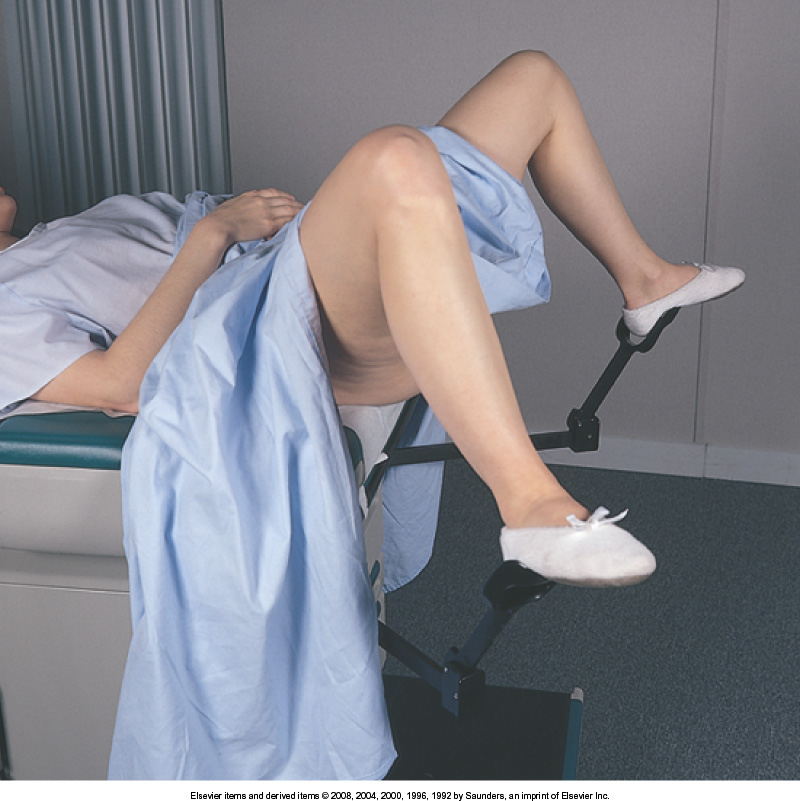 Elsevier items and derived items © 2008, 2004, 2000, 1996, 1992 by Saunders, an imprint of Elsevier Inc.